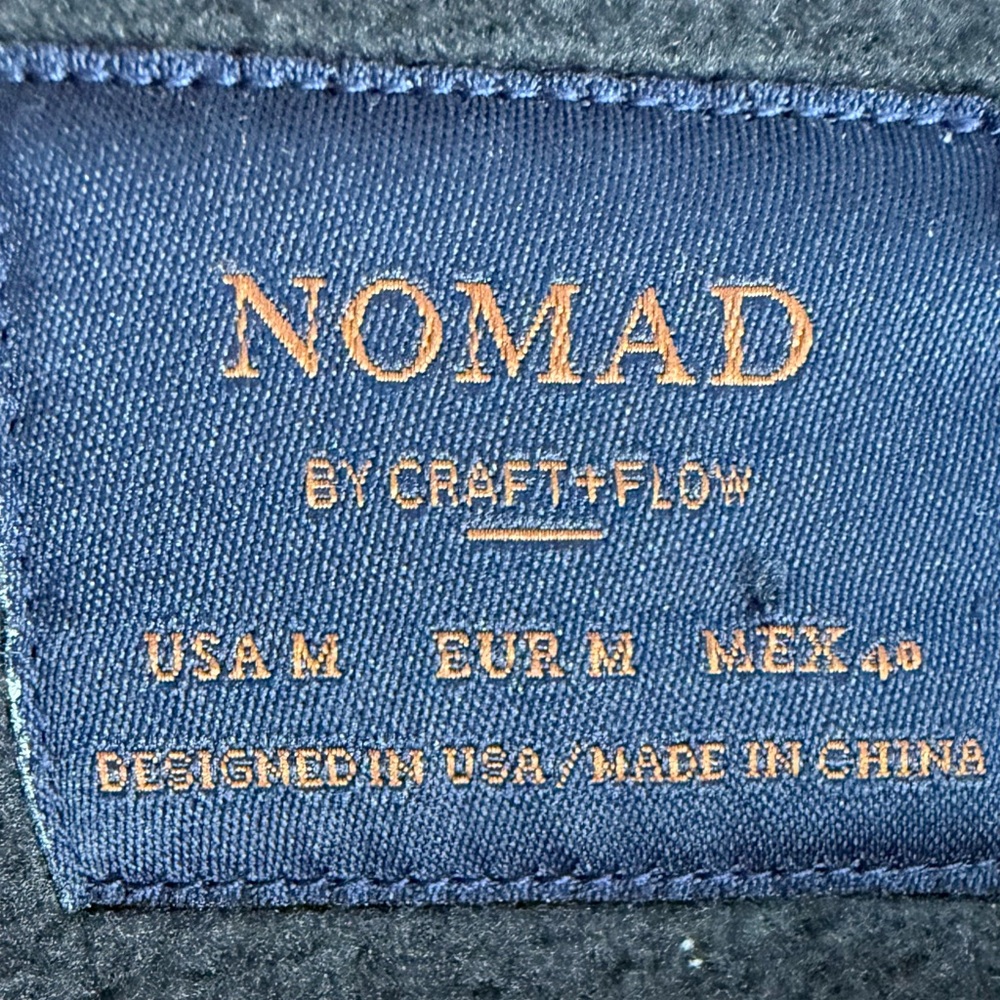 NOMAD
BY CRAFT+FLOW
USA M EUR M MEX 40
DESIGNED IN USA/MADE IN CHINA